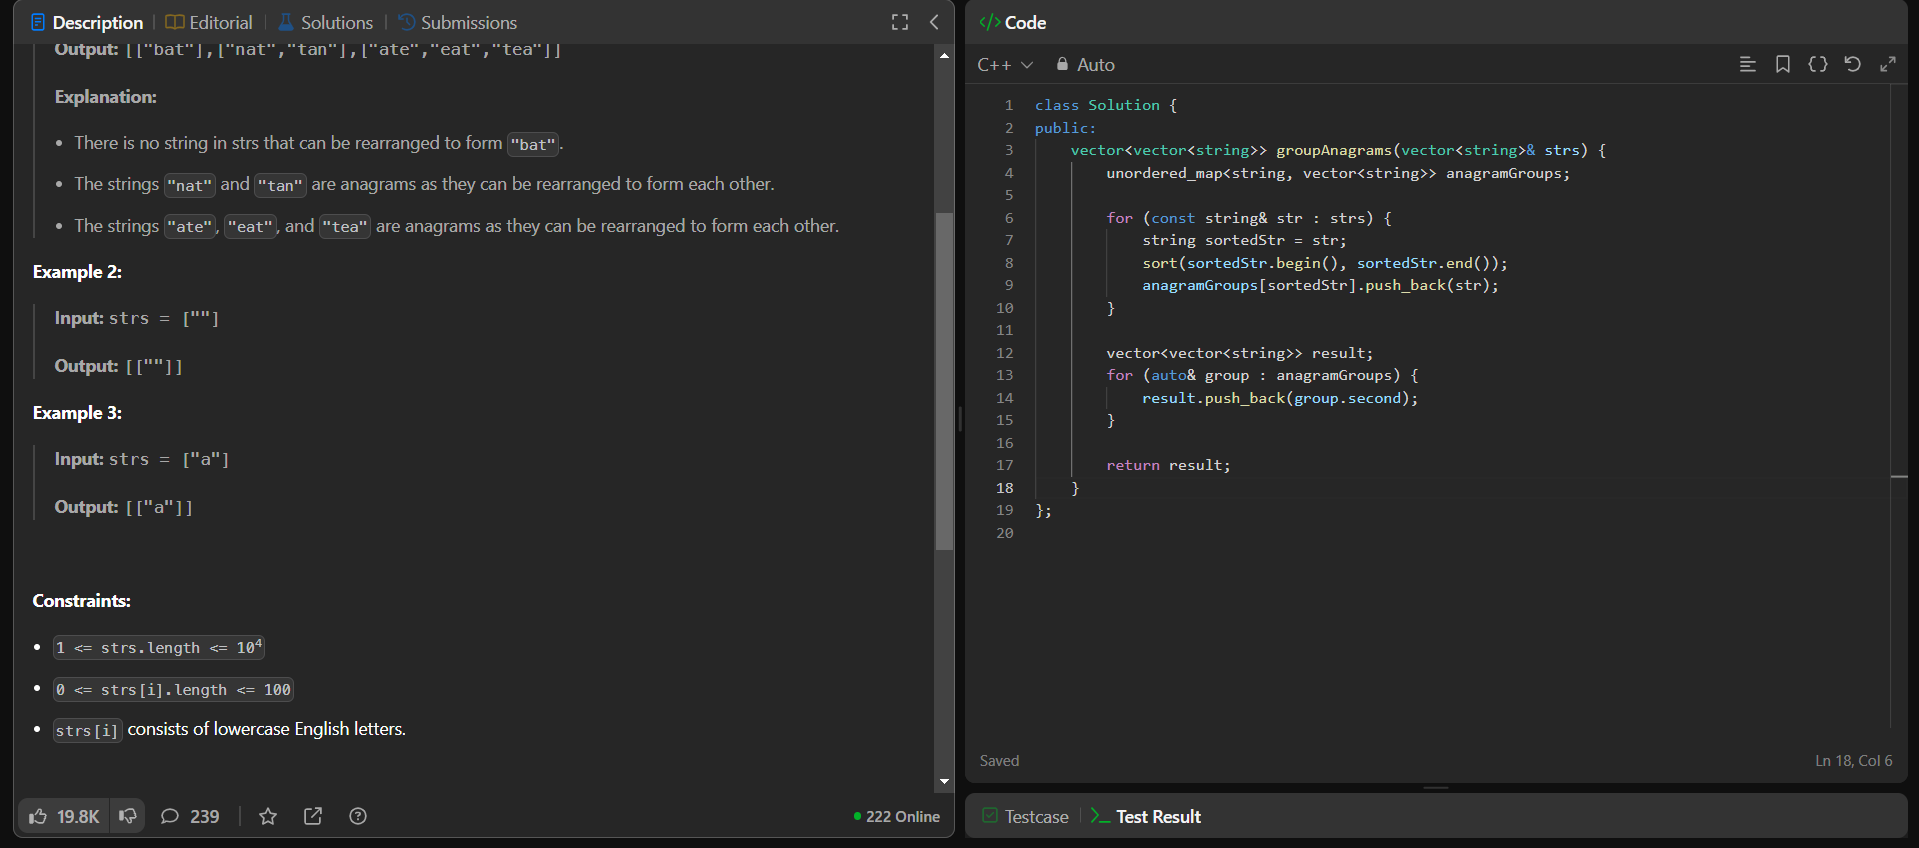 Description | Editorial | Solutions | Submissions
Output: [["bat"],["nat","tan"],["ate","eat","tea"]]
Explanation:
• There is no string in strs that can be rearranged to form "bat".
• The strings "nat" and "tan" are anagrams as they can be rearranged to form each other.
• The strings "ate", "eat", and "tea" are anagrams as they can be rearranged to form each other.
Example 2:
Input: strs = [""]
Output: [[""]]
Example 3:
Input: strs = ["a"]
Output: [["a"]]
Constraints:
• 1 <= strs.length <= 10⁴
• 0 <= strs[i].length <= 100
• strs[i] consists of lowercase English letters.
19.8K 239
222 Online
</> Code
C++ Auto
1 class Solution {
2 public:
3     vector<vector<string>> groupAnagrams(vector<string>& strs) {
4         unordered_map<string, vector<string>> anagramGroups;
5
6         for (const string& str : strs) {
7             string sortedStr = str;
8             sort(sortedStr.begin(), sortedStr.end());
9             anagramGroups[sortedStr].push_back(str);
10         }
11
12         vector<vector<string>> result;
13         for (auto& group : anagramGroups) {
14             result.push_back(group.second);
15         }
16
17         return result;
18     }
19 };
20
Saved Ln 18, Col 6
Testcase | >_ Test Result